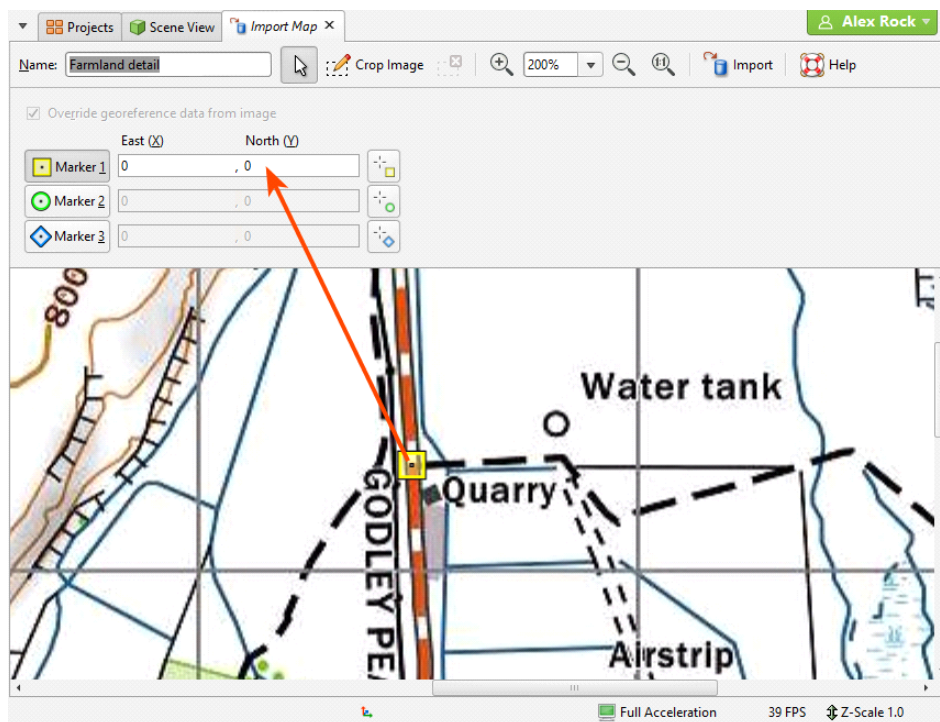 Projects Scene View Import Map Alex Rock
Name: Farmland detail Crop Image 200% 1:1 Import Help
Override georeference data from image
East (X) North (Y)
Marker 1 0 , 0
Marker 2 0 , 0
Marker 3 0 , 0
800
Water tank
Quarry
GODLEY PE
Airstrip
Full Acceleration 39 FPS Z-Scale 1.0